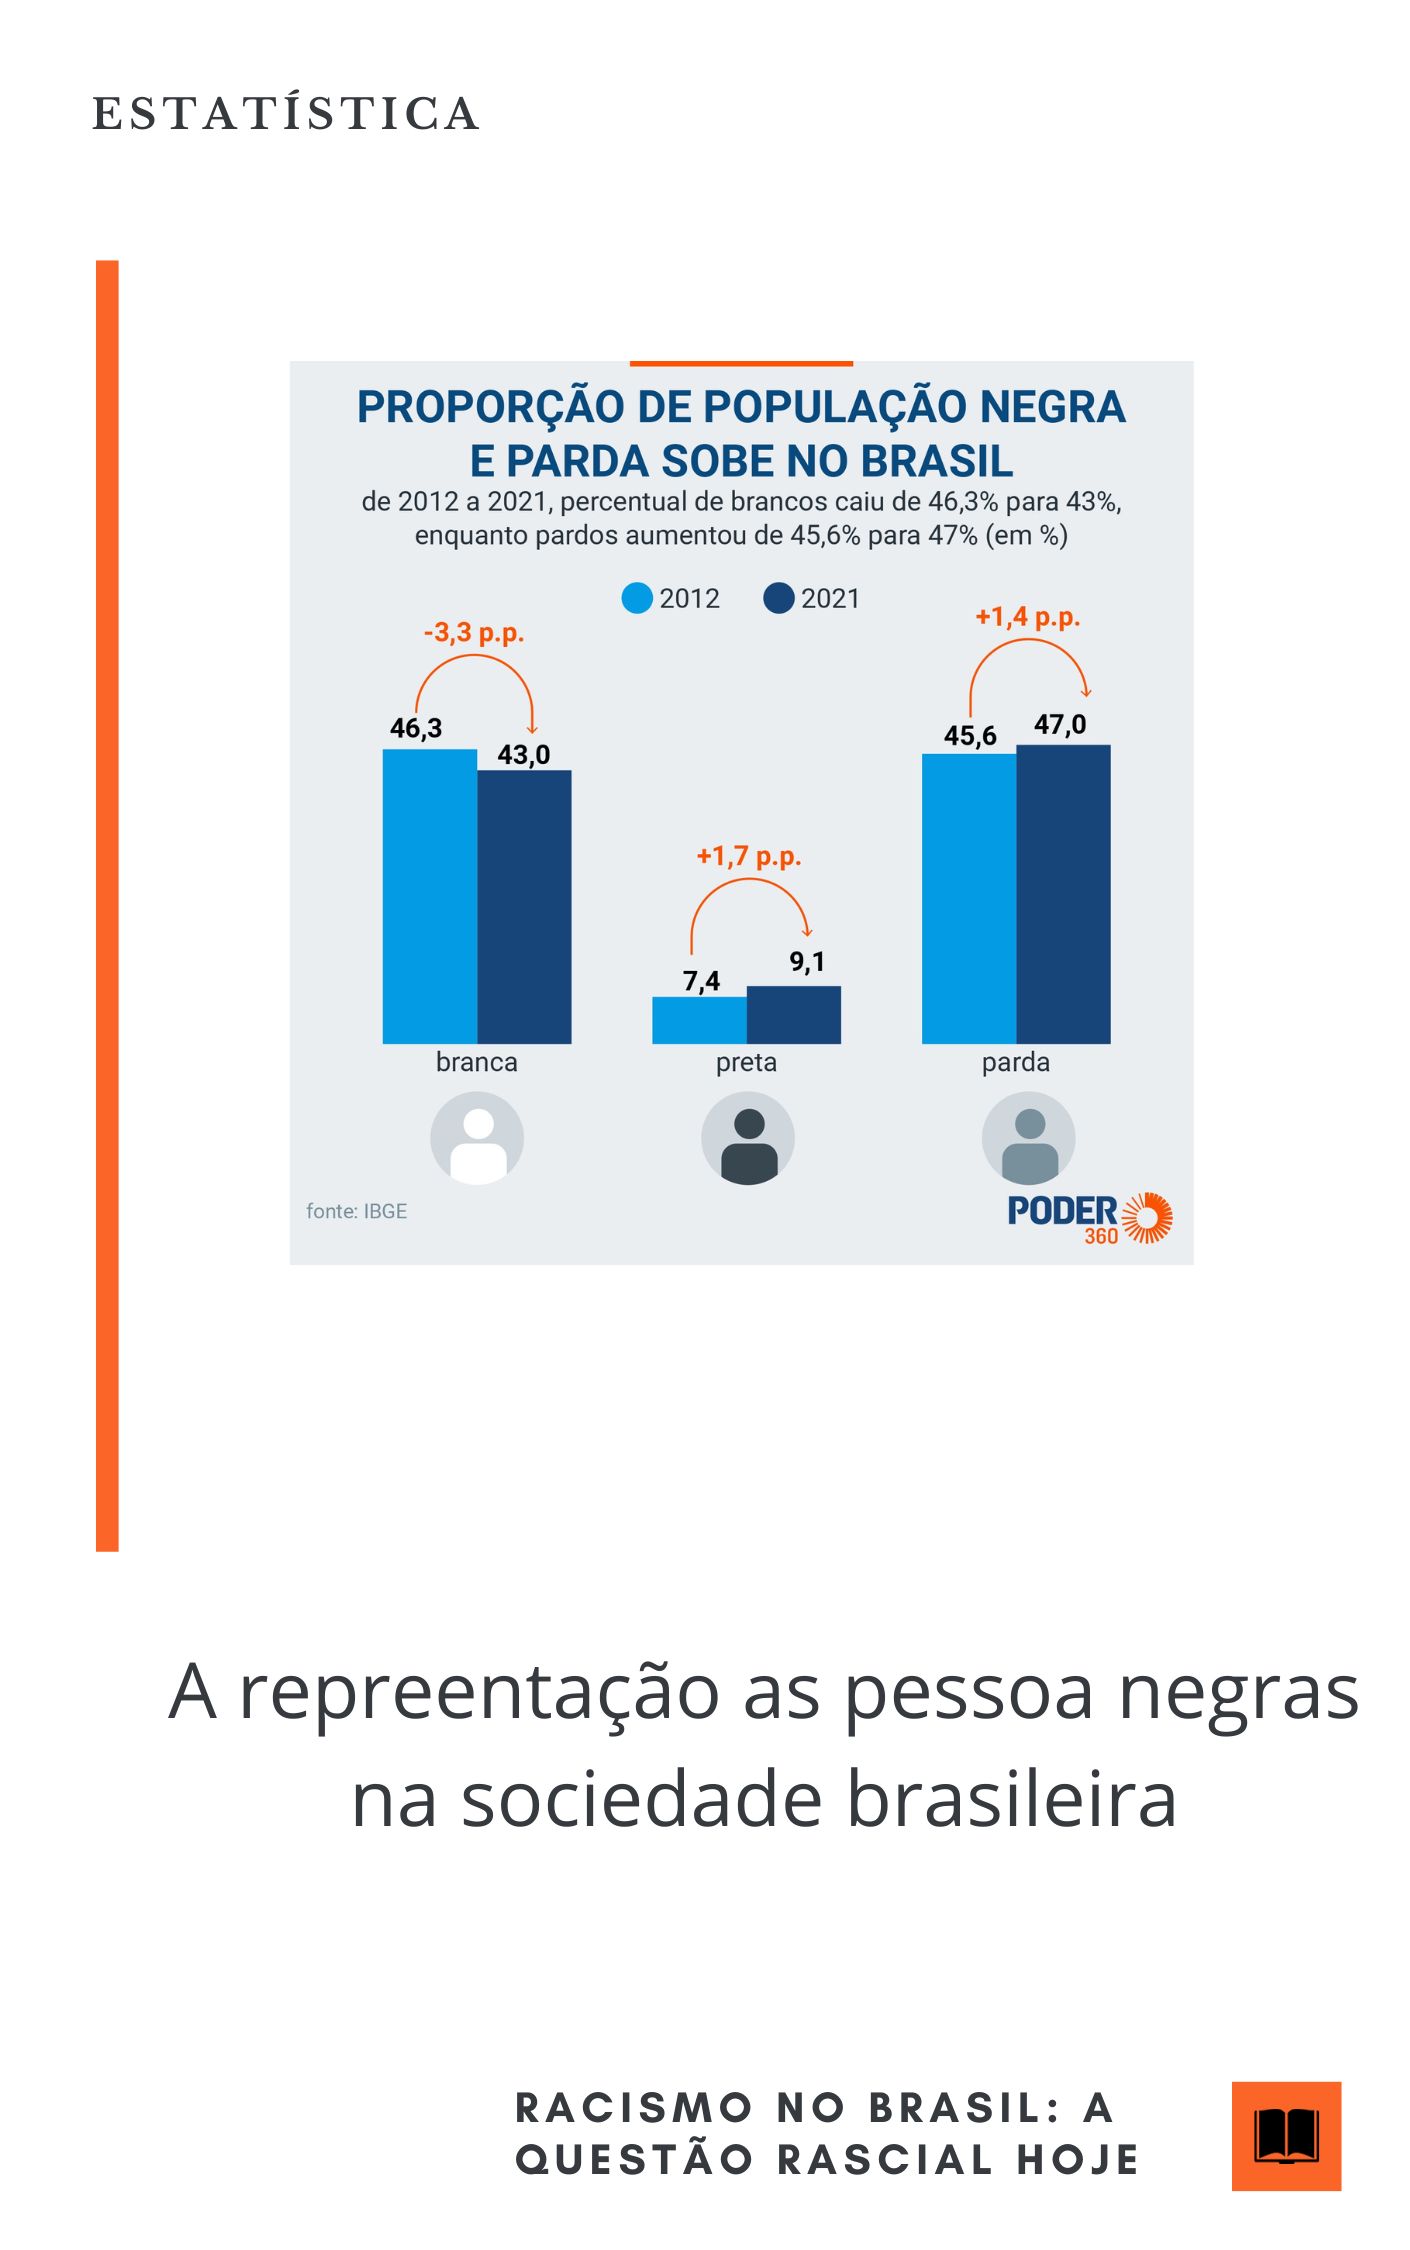 ESTATÍSTICA
PROPORÇÃO DE POPULAÇÃO NEGRA
E PARDA SOBE NO BRASIL
de 2012 a 2021, percentual de brancos caiu de 46,3% para 43%,
enquanto pardos aumentou de 45,6% para 47% (em %)
2012 2021
-3,3 p.p.
+1,4 p.p.
46,3
43,0
45,6
47,0
+1,7 p.p.
7,4
9,1
branca preta parda
fonte: IBGE
PODER
360
A repreentação as pessoa negras
na sociedade brasileira
RACISMO NO BRASIL: A
QUESTÃO RASCIAL HOJE